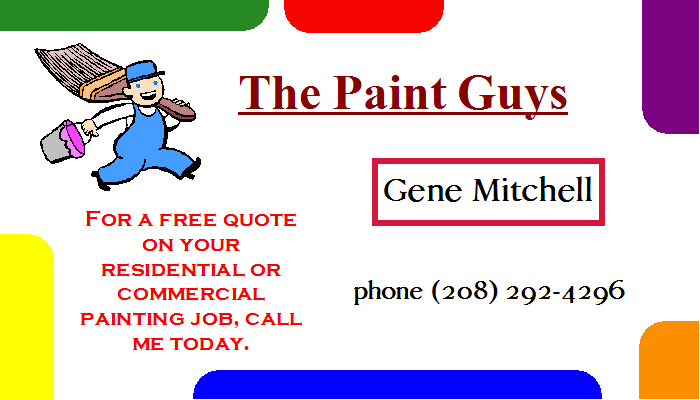 The Paint Guys
Gene Mitchell
For a free quote
on your
residential or
commercial
painting job, call
me today.
phone (208) 292-4296